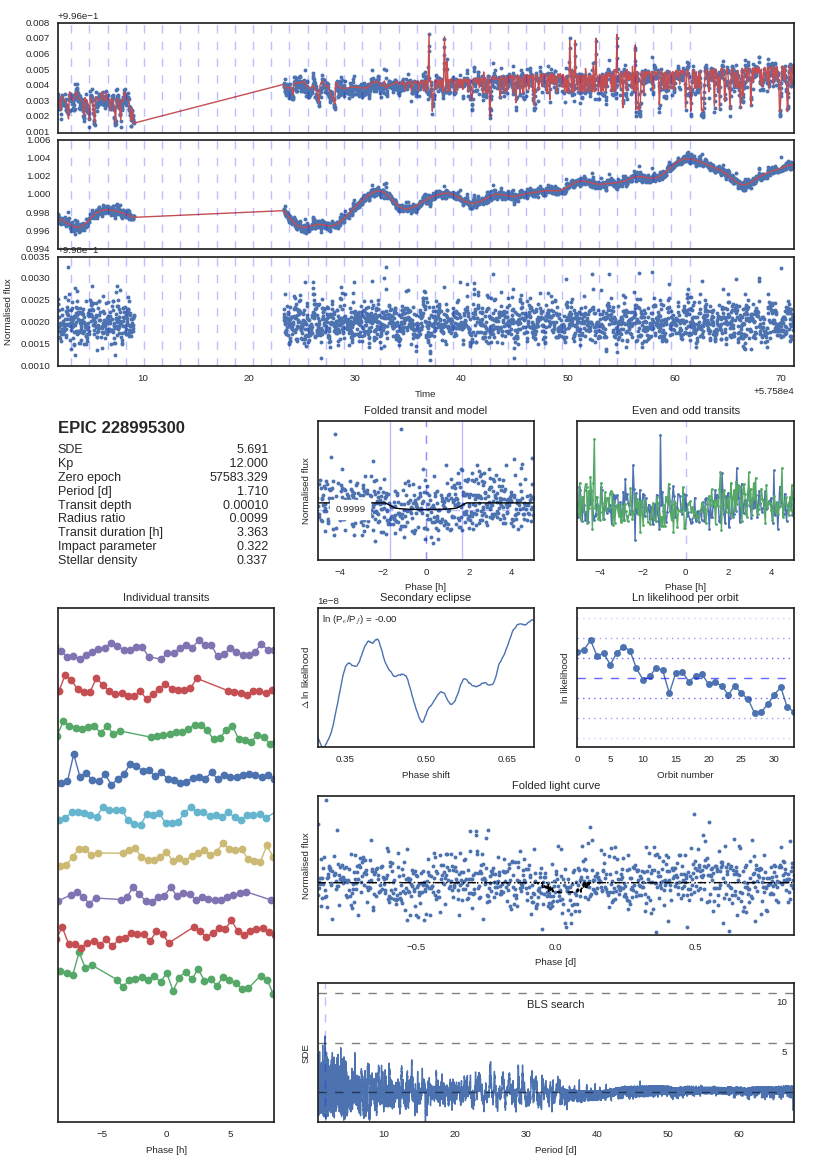 +9.96e−1
0.008
0.007
0.006
0.005
0.004
0.003
0.002
0.001
1.006
1.004
1.002
1.000
0.998
0.996
0.994
+9.98e−1
0.0035
0.0030
0.0025
0.0020
0.0015
0.0010
Normalised flux
10 20 30 40 50 60 70
Time
+5.758e4
EPIC 228995300
SDE 5.691
Kp 12.000
Zero epoch 57583.329
Period [d] 1.710
Transit depth 0.00010
Radius ratio 0.0099
Transit duration [h] 3.363
Impact parameter 0.322
Stellar density 0.337
Folded transit and model
Normalised flux
0.9999
−4 −2 0 2 4
Phase [h]
Even and odd transits
−4 −2 0 2 4
Phase [h]
Individual transits
−5 0 5
Phase [h]
Secondary eclipse
1e−8
ln (Pₑ/P𝑓) = -0.00
Δ ln likelihood
0.35 0.50 0.65
Phase shift
Ln likelihood per orbit
ln likelihood
0 5 10 15 20 25 30
Orbit number
Folded light curve
Normalised flux
−0.5 0.0 0.5
Phase [d]
BLS search
10
5
SDE
10 20 30 40 50 60
Period [d]